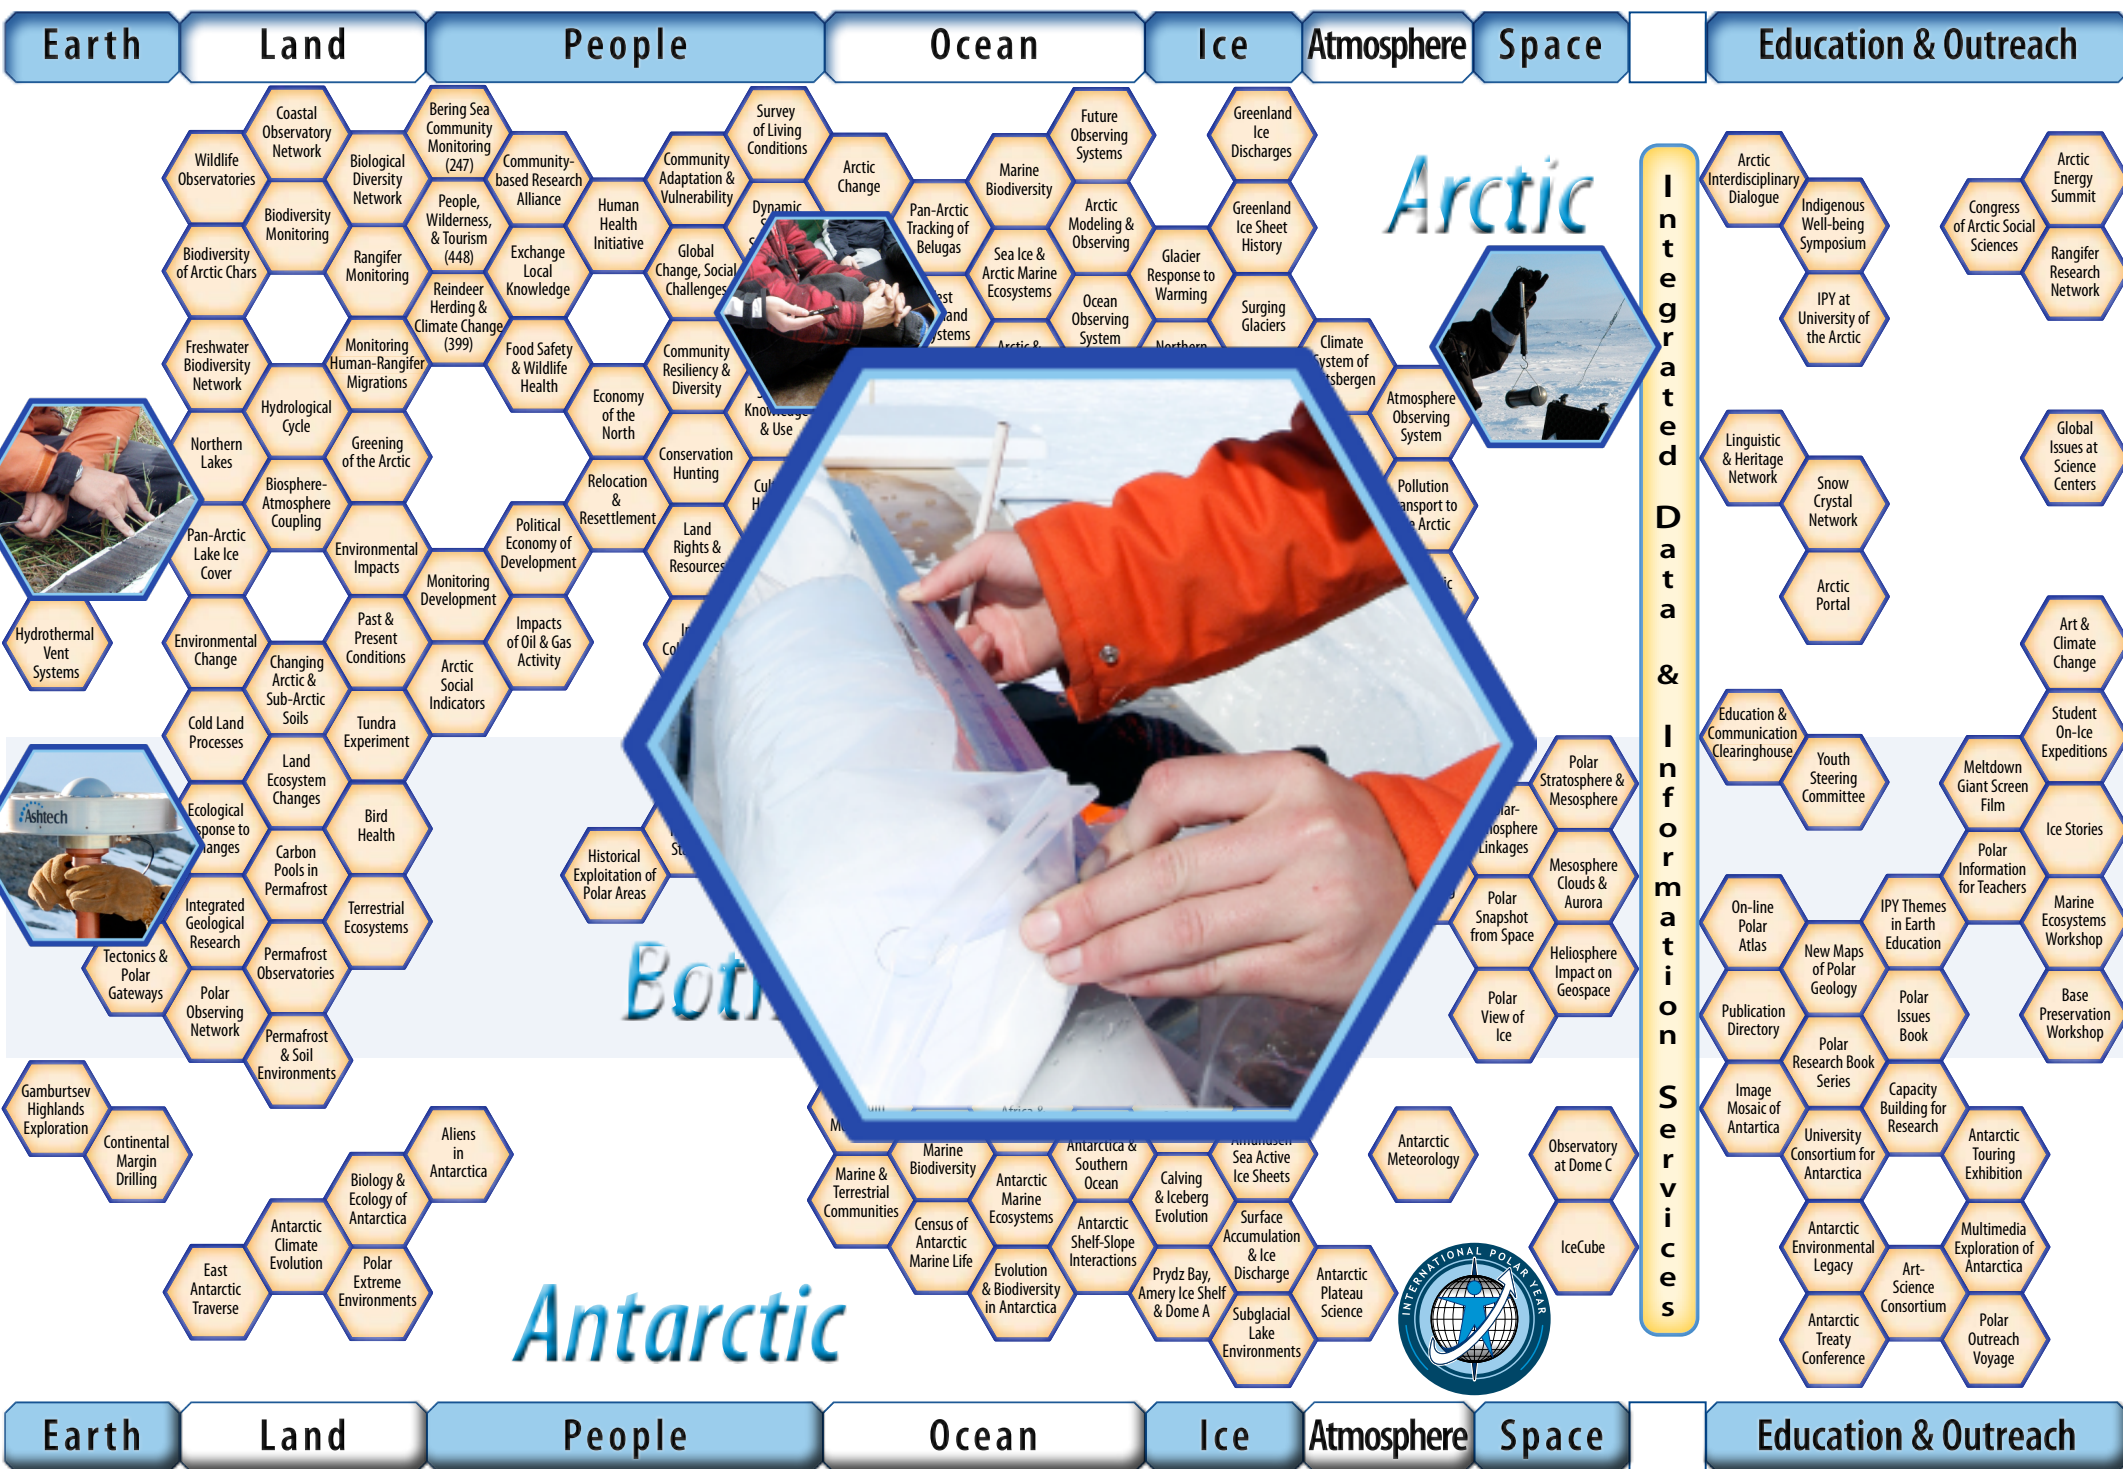 Earth
Land
People
Ocean
Ice
Atmosphere
Space
Education & Outreach
Coastal
Observatory
Network
Wildlife
Observatories
Biological
Diversity
Network
Bering Sea
Community
Monitoring
(247)
Community-
based Research
Alliance
Biodiversity
Monitoring
People,
Wilderness,
& Tourism
(448)
Human
Health
Initiative
Community
Adaptation &
Vulnerability
Survey
of Living
Conditions
Arctic
Change
Dynamic
Biodiversity
of Arctic Chars
Rangifer
Monitoring
Exchange
Local
Knowledge
Global
Change, Social
Challenges
Reindeer
Herding &
Climate Change
(399)
Freshwater
Biodiversity
Network
Monitoring
Human-Rangifer
Migrations
Food Safety
& Wildlife
Health
Community
Resiliency &
Diversity
Hydrological
Cycle
Economy
of the
North
& Use
Northern
Lakes
Greening
of the Arctic
Conservation
Hunting
Biosphere-
Atmosphere
Coupling
Relocation
&
Resettlement
Pan-Arctic
Lake Ice
Cover
Environmental
Impacts
Political
Economy of
Development
Land
Rights &
Resources
Monitoring
Development
Environmental
Change
Past &
Present
Conditions
Impacts
of Oil & Gas
Activity
Hydrothermal
Vent
Systems
Changing
Arctic &
Sub-Arctic
Soils
Arctic
Social
Indicators
Cold Land
Processes
Tundra
Experiment
Land
Ecosystem
Changes
Ashtech
Ecological
Bird
Health
Carbon
Pools in
Permafrost
Historical
Exploitation of
Polar Areas
Integrated
Geological
Research
Terrestrial
Ecosystems
Tectonics &
Polar
Gateways
Permafrost
Observatories
Polar
Observing
Network
Permafrost
& Soil
Environments
Gamburtsev
Highlands
Exploration
Continental
Margin
Drilling
Aliens
in
Antarctica
Biology &
Ecology of
Antarctica
Antarctic
Climate
Evolution
East
Antarctic
Traverse
Polar
Extreme
Environments
Antarctic
Future
Observing
Systems
Marine
Biodiversity
Greenland
Ice
Discharges
Pan-Arctic
Tracking of
Belugas
Arctic
Modeling &
Observing
Greenland
Ice Sheet
History
Sea Ice &
Arctic Marine
Ecosystems
Glacier
Response to
Warming
Ocean
Observing
System
Surging
Glaciers
Arctic &
Northern
Climate
System of
Atmosphere
Observing
System
Pollution
Arctic
Arctic
Polar
Stratosphere &
Mesosphere
Linkages
Mesosphere
Clouds &
Aurora
Polar
Snapshot
from Space
Heliosphere
Impact on
Geospace
Polar
View of
Ice
Marine
Biodiversity
Antarctica &
Southern
Ocean
Sea Active
Ice Sheets
Marine &
Terrestrial
Communities
Antarctic
Marine
Ecosystems
Calving
& Iceberg
Evolution
Census of
Antarctic
Marine Life
Antarctic
Shelf-Slope
Interactions
Surface
Accumulation
& Ice
Discharge
Evolution
& Biodiversity
in Antarctica
Prydz Bay,
Amery Ice Shelf
& Dome A
Antarctic
Plateau
Science
Subglacial
Lake
Environments
Antarctic
Meteorology
Observatory
at Dome C
IceCube
INTERNATIONAL POLAR YEAR
Integrated Data & Information Services
Arctic
Interdisciplinary
Dialogue
Indigenous
Well-being
Symposium
IPY at
University of
the Arctic
Arctic
Energy
Summit
Congress
of Arctic Social
Sciences
Rangifer
Research
Network
Linguistic
& Heritage
Network
Snow
Crystal
Network
Arctic
Portal
Global
Issues at
Science
Centers
Art &
Climate
Change
Education &
Communication
Clearinghouse
Youth
Steering
Committee
Student
On-Ice
Expeditions
Meltdown
Giant Screen
Film
Ice Stories
Polar
Information
for Teachers
On-line
Polar
Atlas
IPY Themes
in Earth
Education
Marine
Ecosystems
Workshop
New Maps
of Polar
Geology
Publication
Directory
Polar
Issues
Book
Base
Preservation
Workshop
Polar
Research Book
Series
Image
Mosaic of
Antartica
Capacity
Building for
Research
University
Consortium for
Antarctica
Antarctic
Touring
Exhibition
Antarctic
Environmental
Legacy
Multimedia
Exploration of
Antarctica
Art-
Science
Consortium
Antarctic
Treaty
Conference
Polar
Outreach
Voyage
Earth
Land
People
Ocean
Ice
Atmosphere
Space
Education & Outreach